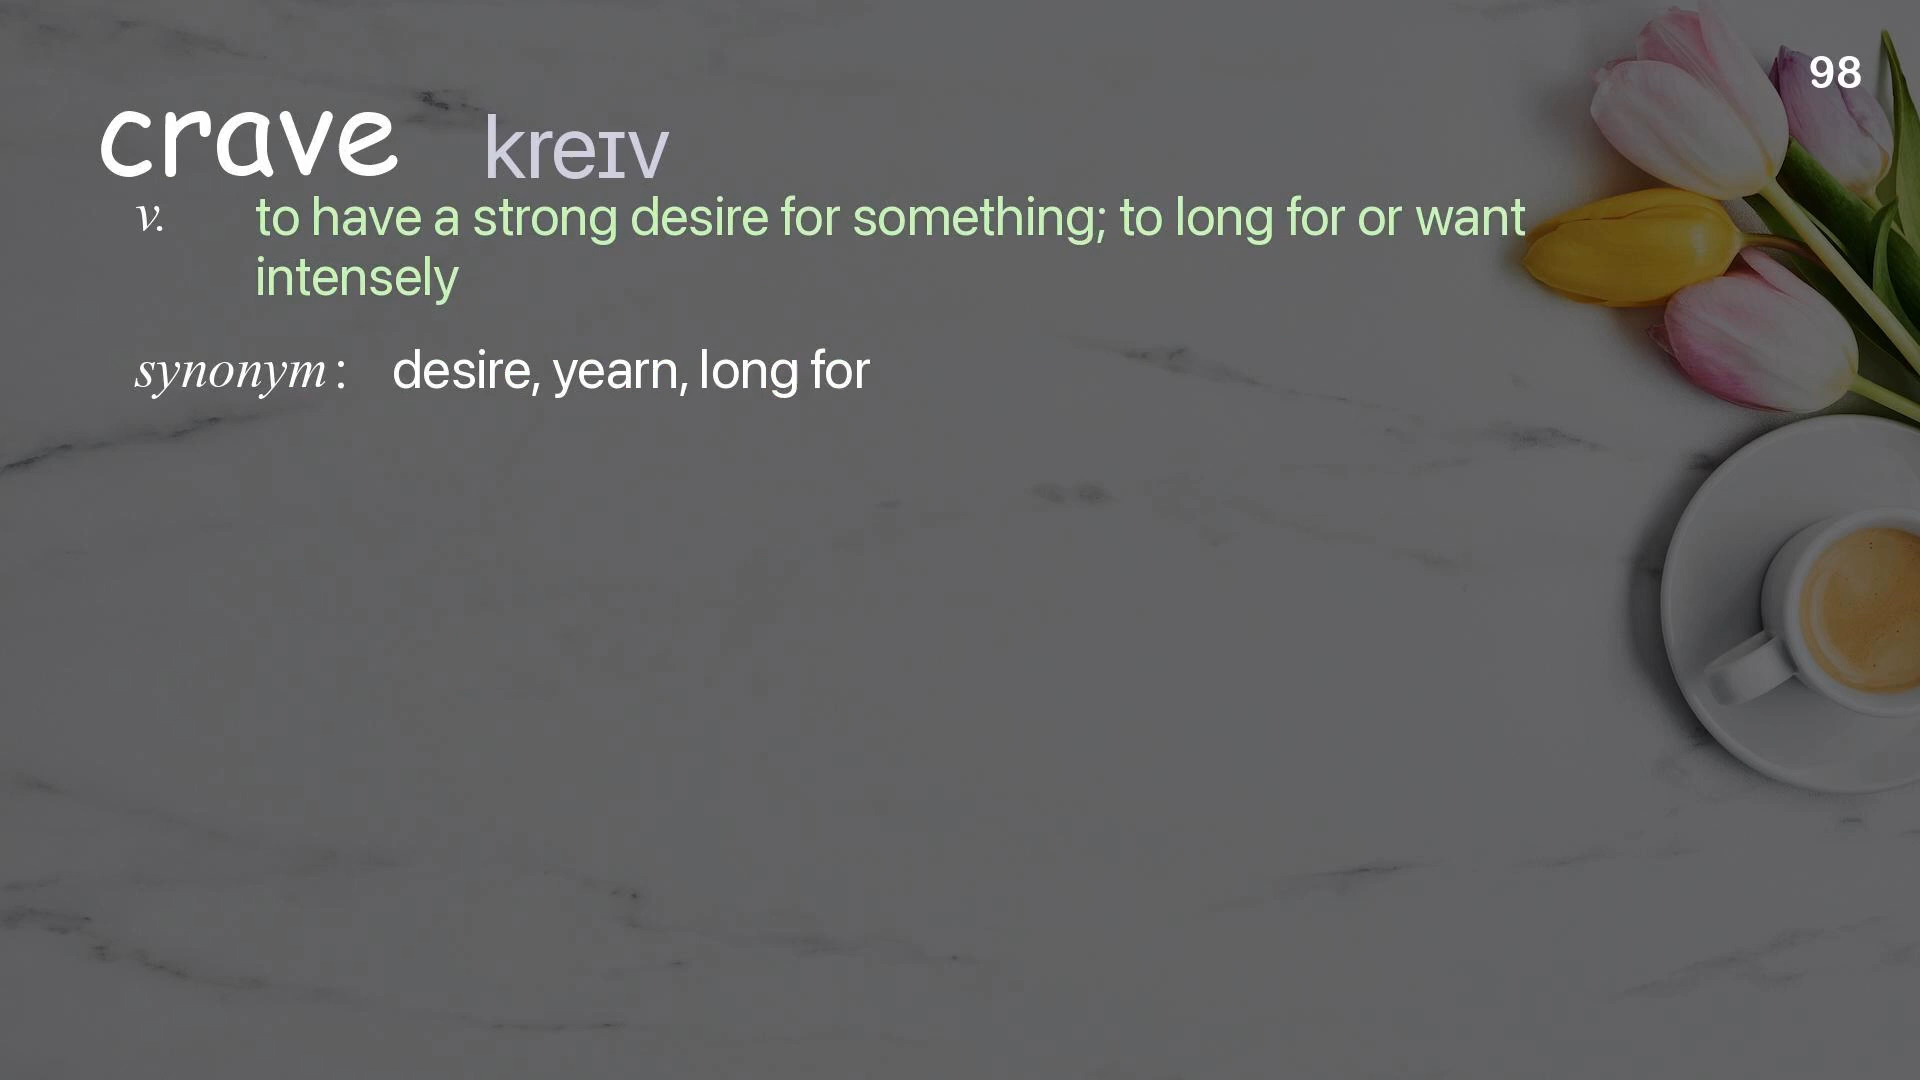 98
crave kreɪv
v. to have a strong desire for something; to long for or want
intensely
synonym : desire, yearn, long for